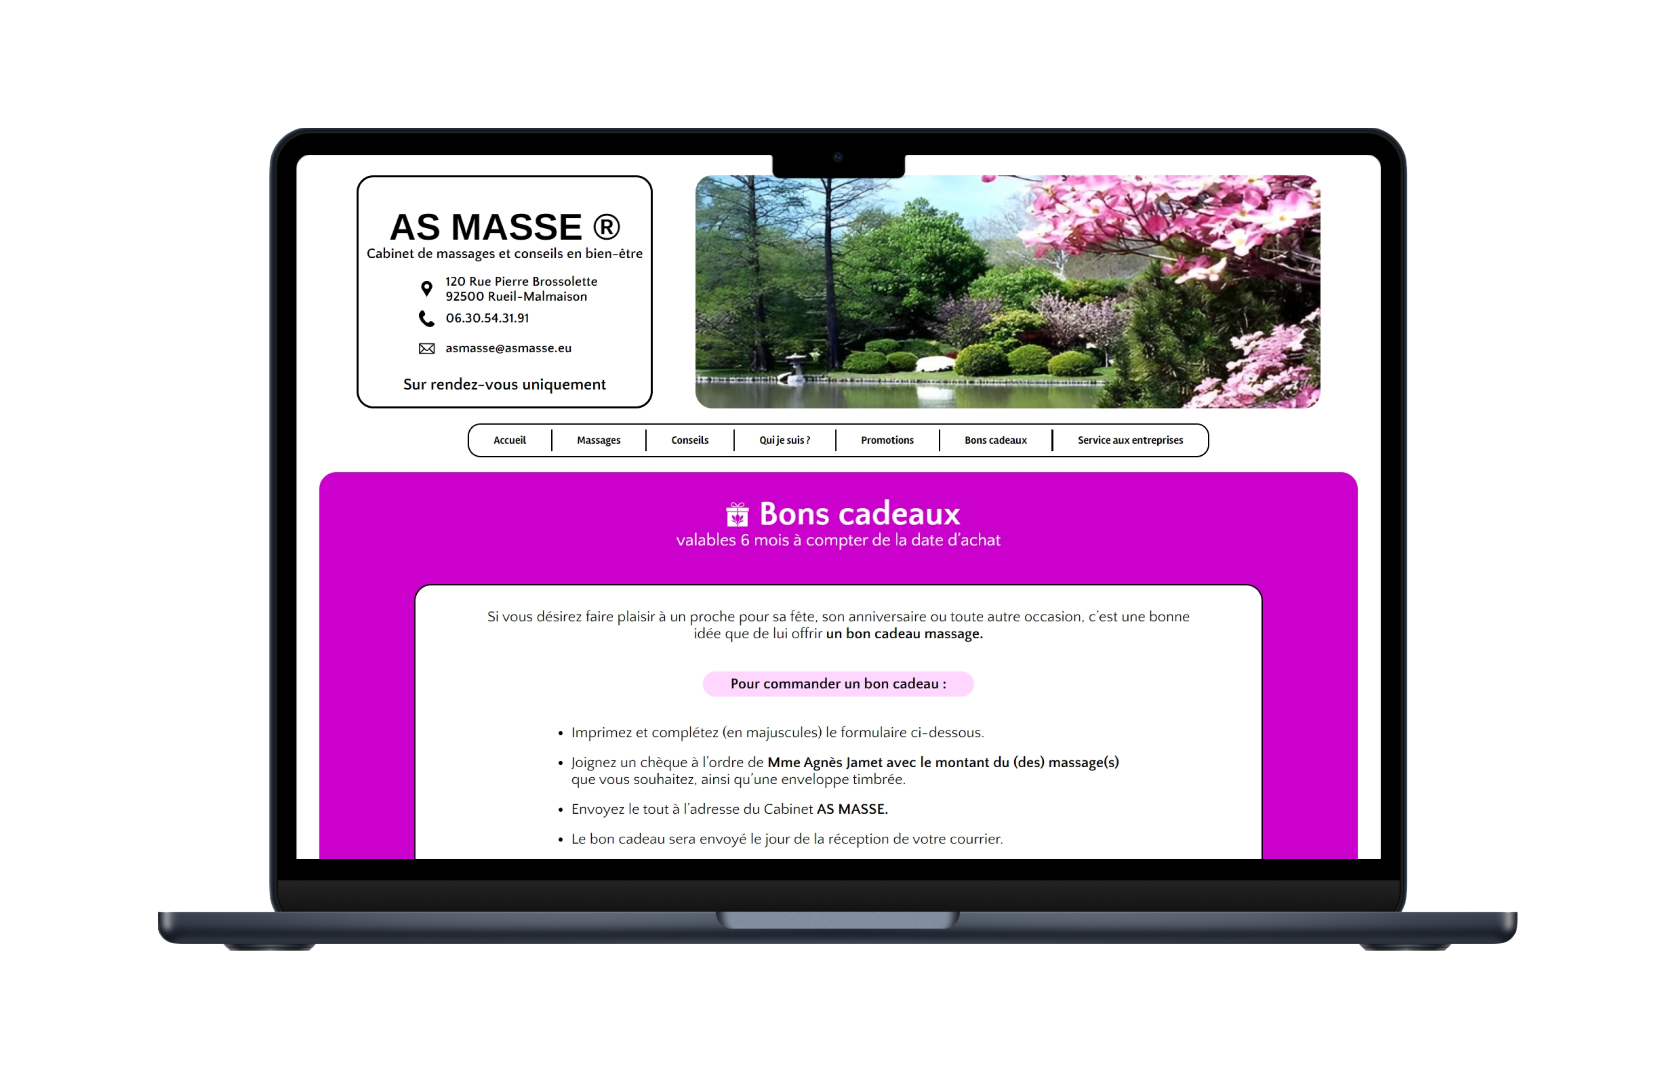 AS MASSE ®
Cabinet de massages et conseils en bien-être
120 Rue Pierre Brossolette
92500 Rueil-Malmaison
06.30.54.31.91
asmasse@asmasse.eu
Sur rendez-vous uniquement
Accueil
Massages
Conseils
Qui je suis ?
Promotions
Bons cadeaux
Service aux entreprises
Bons cadeaux
valables 6 mois à compter de la date d'achat
Si vous désirez faire plaisir à un proche pour sa fête, son anniversaire ou toute autre occasion, c'est une bonne
idée que de lui offrir un bon cadeau massage.
Pour commander un bon cadeau :
• Imprimez et complétez (en majuscules) le formulaire ci-dessous.
• Joignez un chèque à l'ordre de Mme Agnès Jamet avec le montant du (des) massage(s)
que vous souhaitez, ainsi qu'une enveloppe timbrée.
• Envoyez le tout à l'adresse du Cabinet AS MASSE.
• Le bon cadeau sera envoyé le jour de la réception de votre courrier.